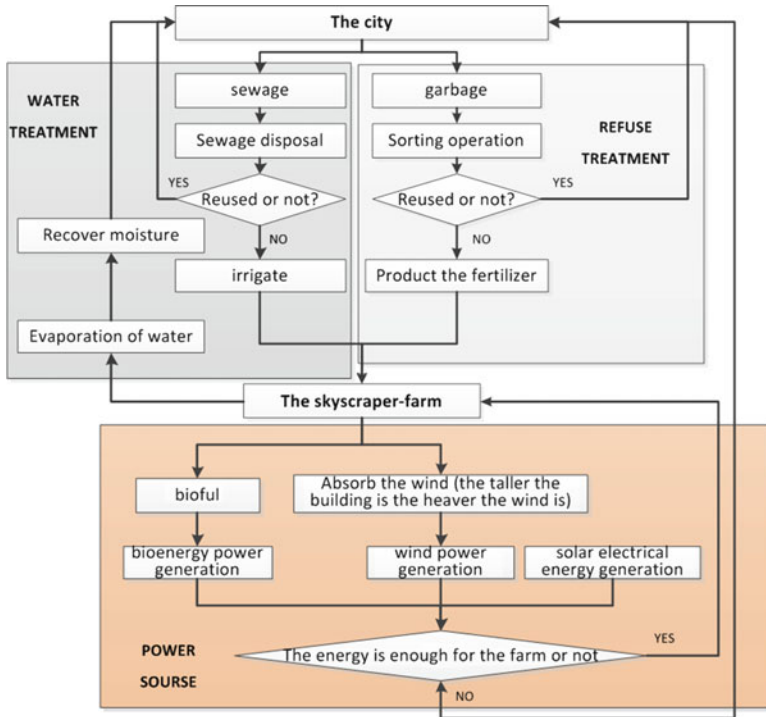 The city
WATER
TREATMENT
sewage
Sewage disposal
YES
Reused or not?
NO
irrigate
Recover moisture
Evaporation of water
garbage
Sorting operation
REFUSE
TREATMENT
Reused or not?
YES
NO
Product the fertilizer
The skyscraper-farm
bioful
Absorb the wind (the taller the
building is the heaver the wind is)
bioenergy power
generation
wind power
generation
solar electrical
energy generation
The energy is enough for the farm or not
YES
NO
POWER
SOURSE